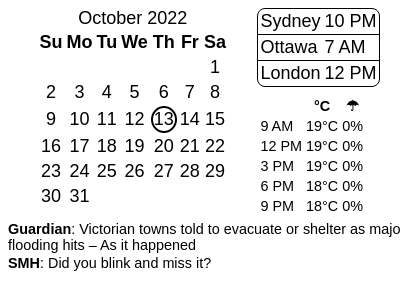 October 2022
Su Mo Tu We Th Fr Sa
1
2 3 4 5 6 7 8
9 10 11 12 13 14 15
16 17 18 19 20 21 22
23 24 25 26 27 28 29
30 31
Sydney 10 PM
Ottawa 7 AM
London 12 PM
°C ☂
9 AM 19°C 0%
12 PM 19°C 0%
3 PM 19°C 0%
6 PM 18°C 0%
9 PM 18°C 0%
Guardian: Victorian towns told to evacuate or shelter as majo
flooding hits – As it happened
SMH: Did you blink and miss it?